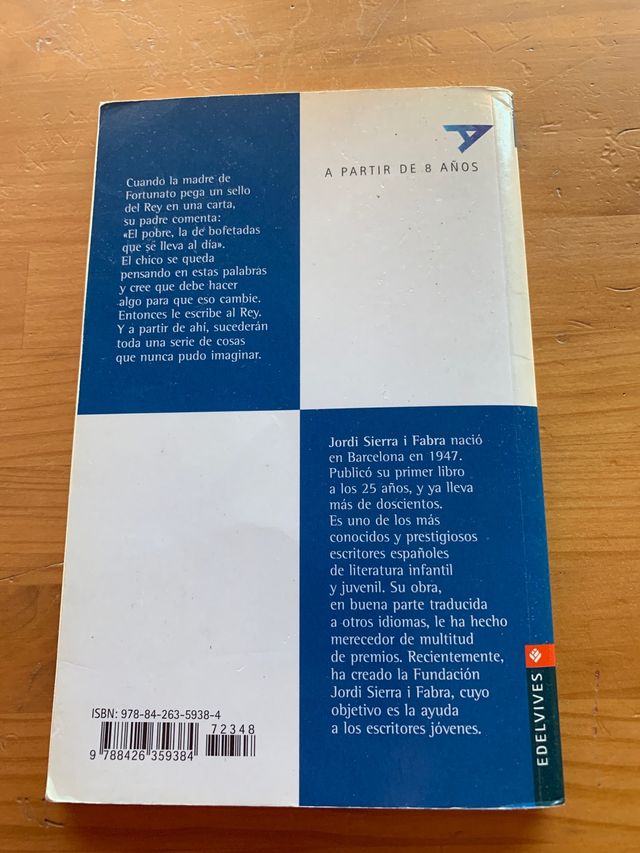 A PARTIR DE 8 AÑOS
Cuando la madre de
Fortunato pega un sello
del Rey en una carta,
su padre comenta:
«El pobre, la de bofetadas
que se lleva al día».
El chico se queda
pensando en estas palabras
y cree que debe hacer
algo para que eso cambie.
Entonces le escribe al Rey.
Y a partir de ahí, sucederán
toda una serie de cosas
que nunca pudo imaginar.
Jordi Sierra i Fabra nació
en Barcelona en 1947.
Publicó su primer libro
a los 25 años, y ya lleva
más de doscientos.
Es uno de los más
conocidos y prestigiosos
escritores españoles
de literatura infantil
y juvenil. Su obra,
en buena parte traducida
a otros idiomas, le ha hecho
merecedor de multitud
de premios. Recientemente,
ha creado la Fundación
Jordi Sierra i Fabra, cuyo
objetivo es la ayuda
a los escritores jóvenes.
ISBN: 978-84-263-5938-4
72348
9 788426 359384
EDELVIVES